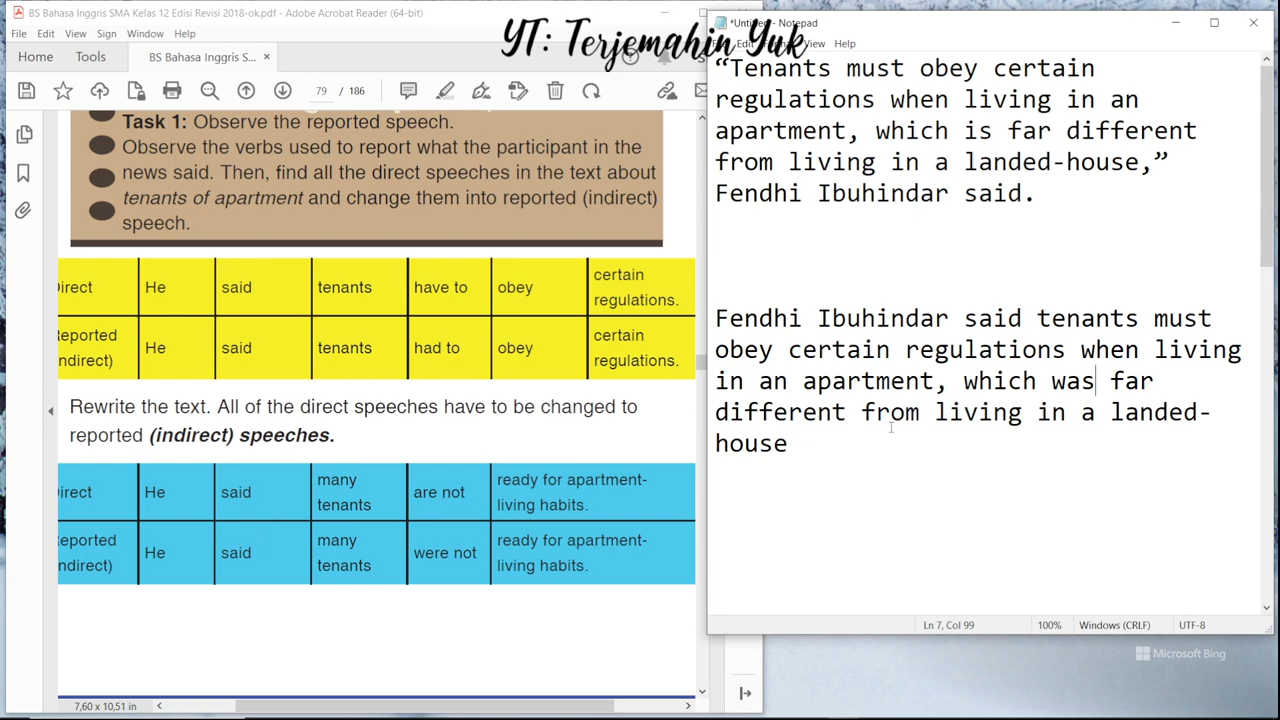 BS Bahasa Inggris SMA Kelas 12 Edisi Revisi 2018-ok.pdf - Adobe Acrobat Reader (64-bit)
File Edit View Sign Window Help
Home Tools BS Bahasa Inggris S... ×
79 / 186
YT: Terjemahin Yuk
Task 1: Observe the reported speech.
Observe the verbs used to report what the participant in the
news said. Then, find all the direct speeches in the text about
tenants of apartment and change them into reported (indirect)
speech.
irect He said tenants have to obey certain regulations.
Reported ndirect) He said tenants had to obey certain regulations.
Rewrite the text. All of the direct speeches have to be changed to
reported (indirect) speeches.
irect He said many tenants are not ready for apartment-living habits.
eported ndirect) He said many tenants were not ready for apartment-living habits.
7,60 x 10,51 in
View Help
“Tenants must obey certain
regulations when living in an
apartment, which is far different
from living in a landed-house,”
Fendhi Ibuhindar said.
Fendhi Ibuhindar said tenants must
obey certain regulations when living
in an apartment, which was far
different from living in a landed-
house
Ln 7, Col 99 100% Windows (CRLF) UTF-8
Microsoft Bing